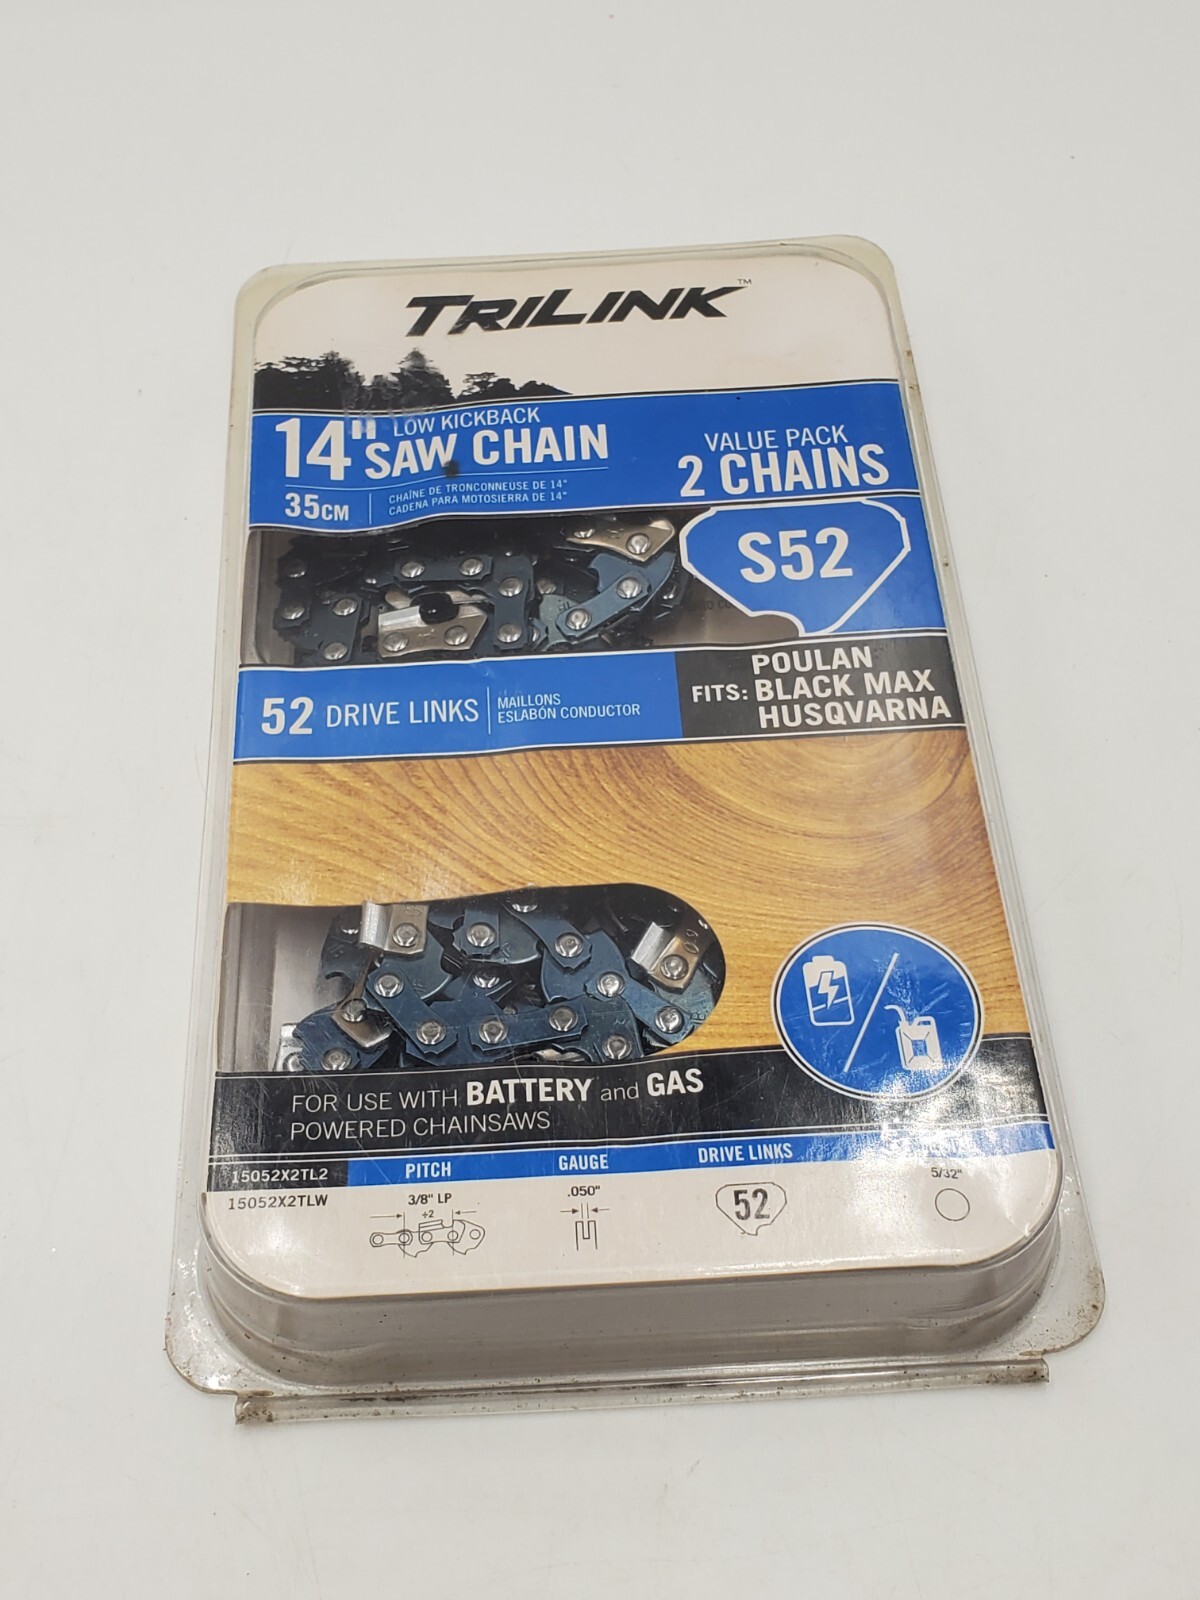 TRILINK™
14" LOW KICKBACK
SAW CHAIN
35CM
CHAÎNE DE TRONCONNEUSE DE 14"
CADENA PARA MOTOSIERRA DE 14"
VALUE PACK
2 CHAINS
S52
52 DRIVE LINKS
MAILLONS
ESLABÓN CONDUCTOR
FITS:
POULAN
BLACK MAX
HUSQVARNA
FOR USE WITH BATTERY and GAS
POWERED CHAINSAWS
15052X2TL2
15052X2TLW
PITCH
3/8" LP
÷2
GAUGE
.050"
DRIVE LINKS
52
5/32"